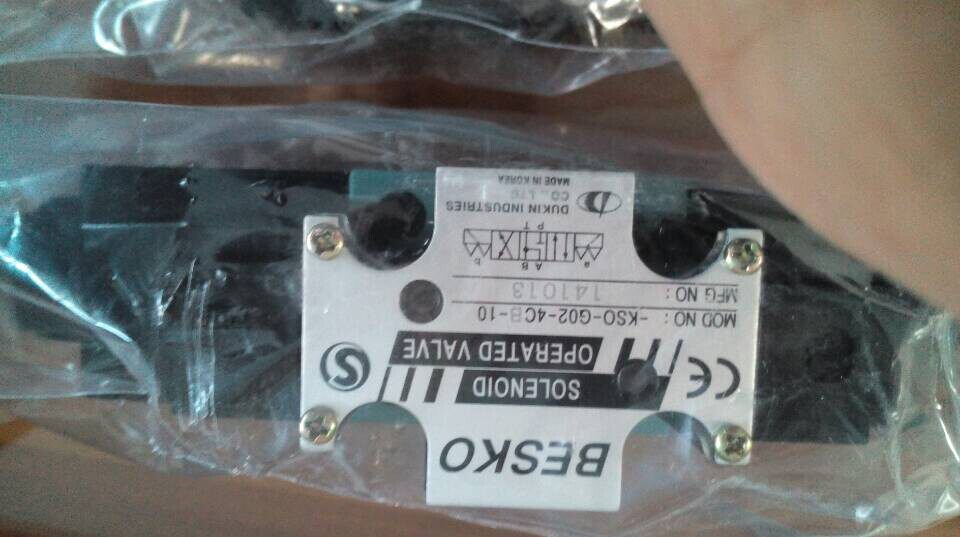 BESKO
SOLENOID
OPERATED VALVE
CE
S
MOD NO : -KSO-G02-4CB-10
MFG NO : 141013
a A B b
P T
DUKIN INDUSTRIES
CO., LTD
MADE IN KOREA